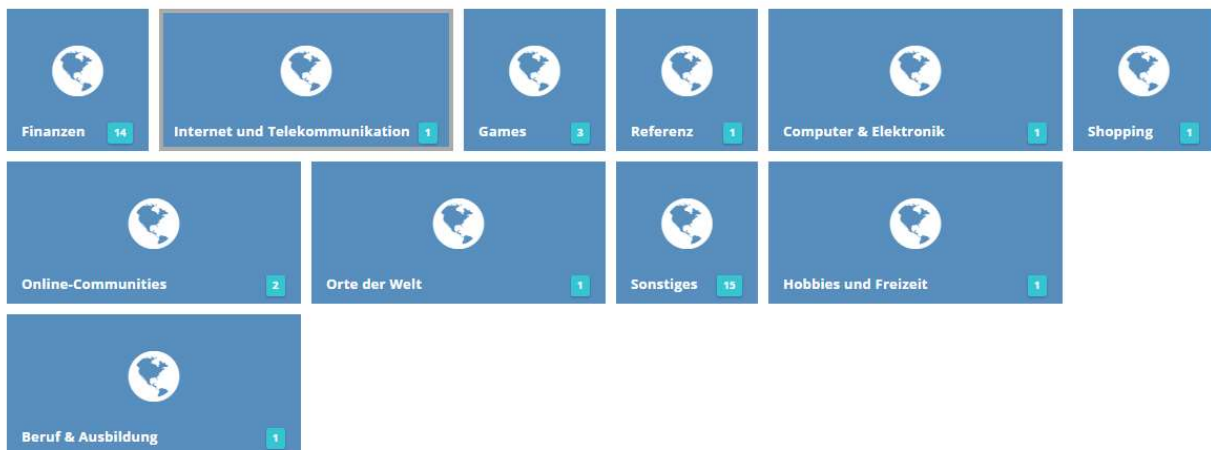 Finanzen 14
Internet und Telekommunikation 1
Games 3
Referenz 1
Computer & Elektronik 1
Shopping 1
Online-Communities 2
Orte der Welt 1
Sonstiges 15
Hobbies und Freizeit 1
Beruf & Ausbildung 1